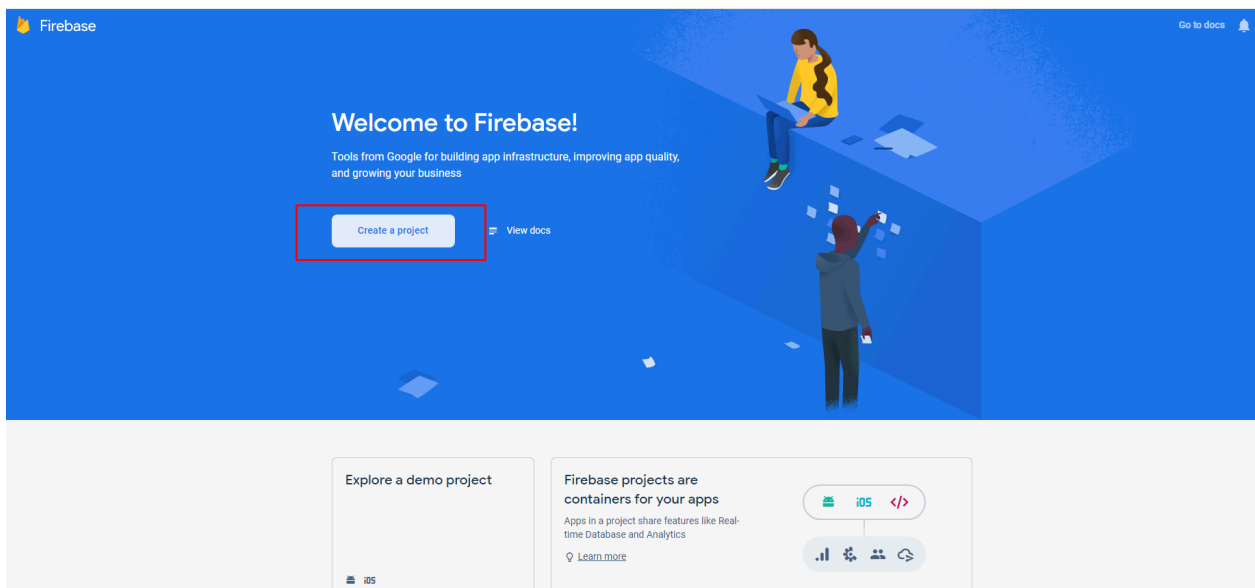 Firebase
Go to docs
Welcome to Firebase!
Tools from Google for building app infrastructure, improving app quality,
and growing your business
Create a project
View docs
Explore a demo project
iOS
Firebase projects are
containers for your apps
Apps in a project share features like Real-
time Database and Analytics
Learn more
iOS </>